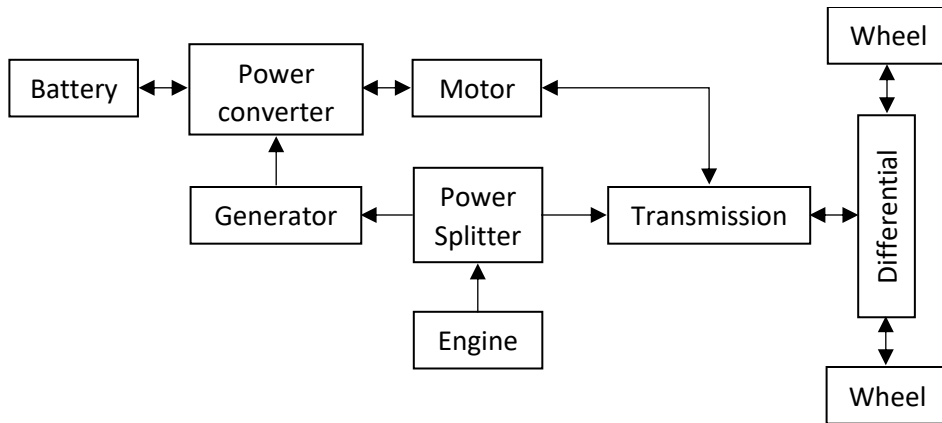 Wheel
Battery
Power
converter
Motor
Generator
Power
Splitter
Transmission
Differential
Engine
Wheel